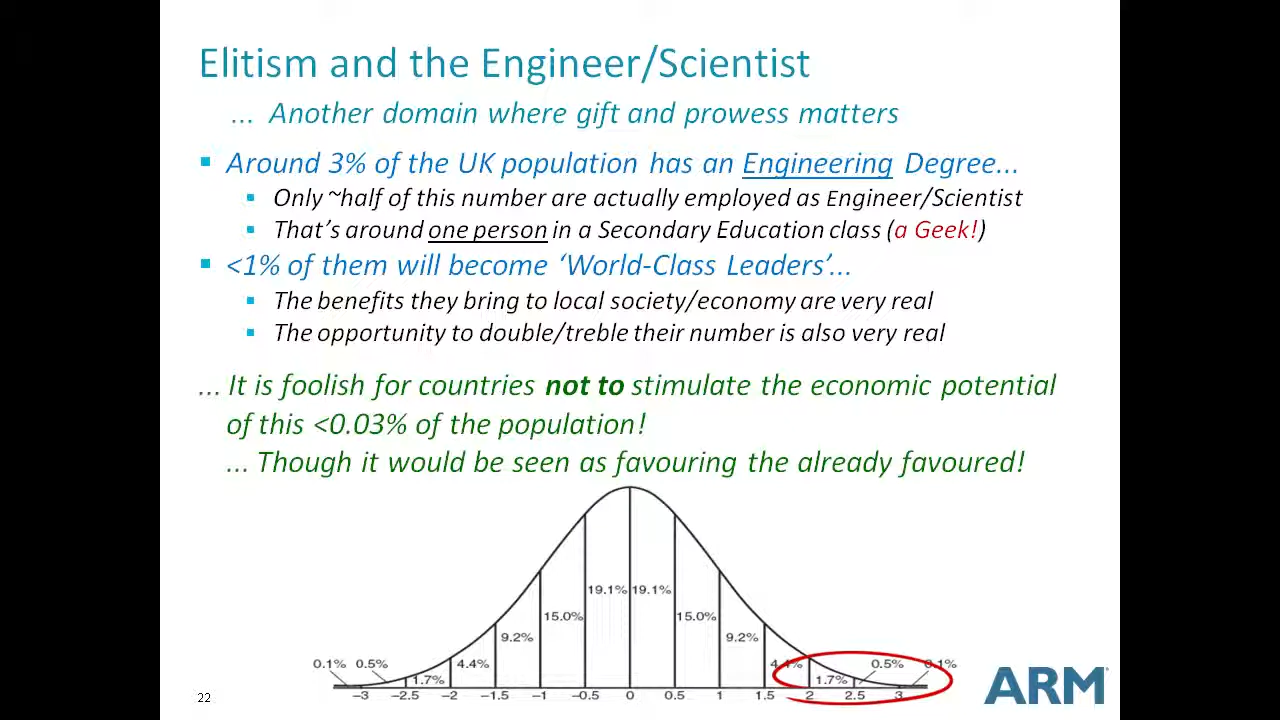 Elitism and the Engineer/Scientist
... Another domain where gift and prowess matters
▪ Around 3% of the UK population has an Engineering Degree...
▪ Only ~half of this number are actually employed as Engineer/Scientist
▪ That's around one person in a Secondary Education class (a Geek!)
▪ <1% of them will become ‘World-Class Leaders’...
▪ The benefits they bring to local society/economy are very real
▪ The opportunity to double/treble their number is also very real
... It is foolish for countries not to stimulate the economic potential
of this <0.03% of the population!
... Though it would be seen as favouring the already favoured!
19.1% 19.1%
15.0% 15.0%
9.2% 9.2%
0.1% 0.5% 4.4% 4.4% 0.5% 0.1%
1.7% 1.7%
−3 −2.5 −2 −1.5 −1 −0.5 0 0.5 1 1.5 2 2.5 3
22
ARM